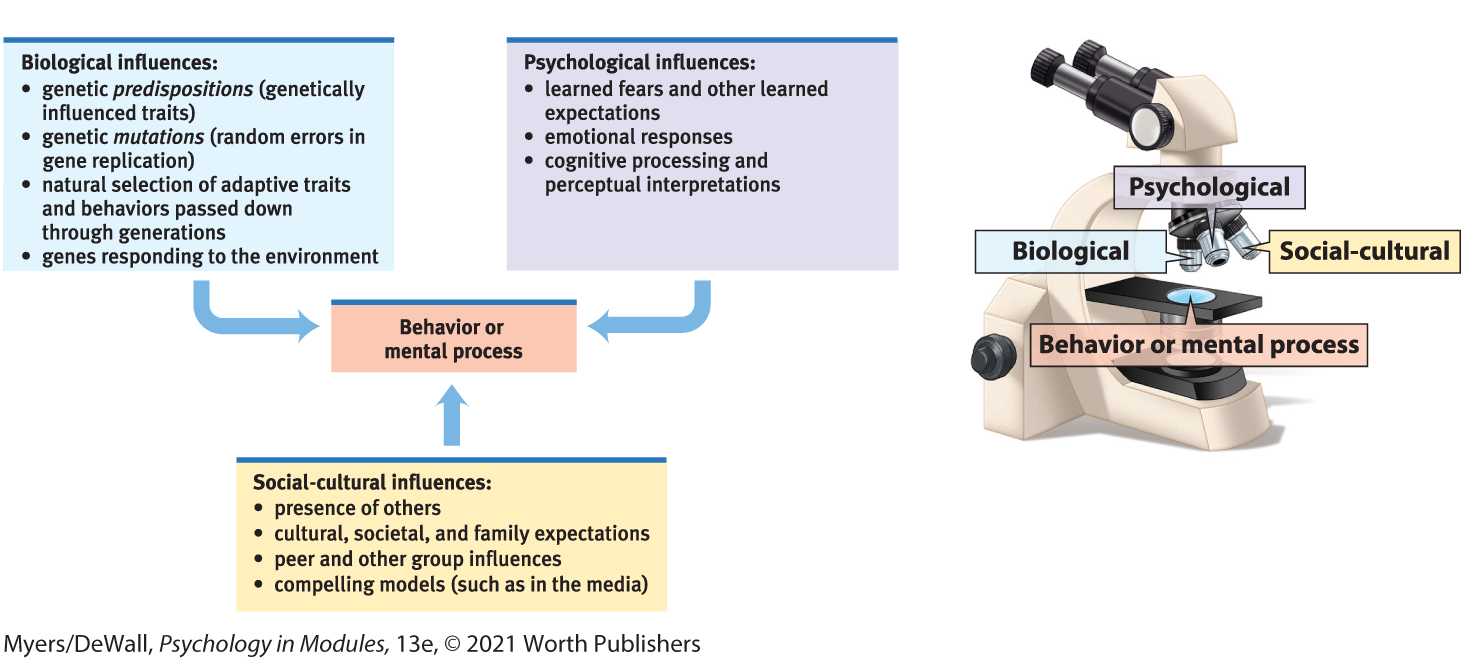 Biological influences:
• genetic predispositions (genetically
influenced traits)
• genetic mutations (random errors in
gene replication)
• natural selection of adaptive traits
and behaviors passed down
through generations
• genes responding to the environment
Psychological influences:
• learned fears and other learned
expectations
• emotional responses
• cognitive processing and
perceptual interpretations
Behavior or
mental process
Social-cultural influences:
• presence of others
• cultural, societal, and family expectations
• peer and other group influences
• compelling models (such as in the media)
Psychological
Biological
Social-cultural
Behavior or mental process
Myers/DeWall, Psychology in Modules, 13e, © 2021 Worth Publishers